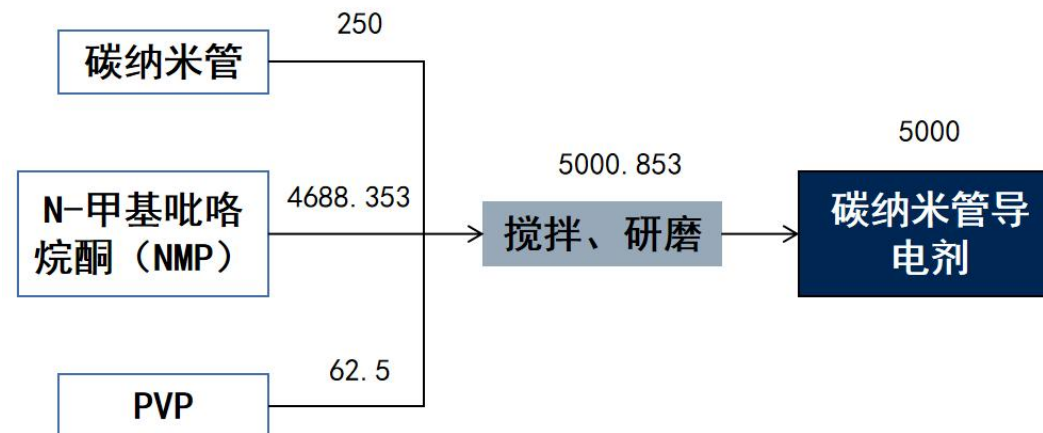 250
碳纳米管
N-甲基吡咯
烷酮（NMP）
4688.353
5000.853
搅拌、研磨
5000
碳纳米管导
电剂
62.5
PVP